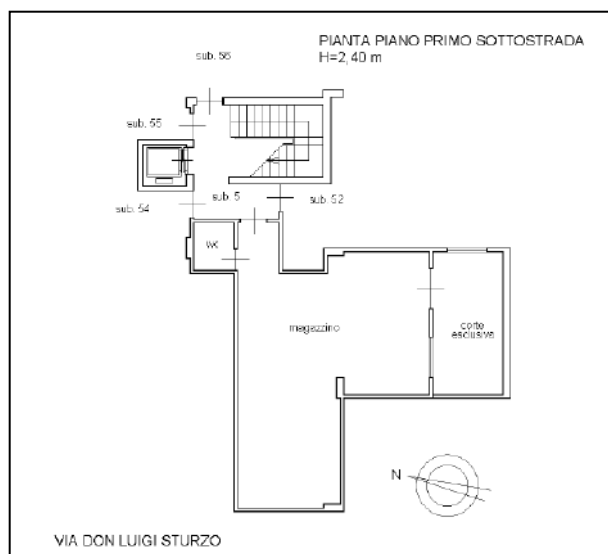 PIANTA PIANO PRIMO SOTTOSTRADA
H=2,40 m
sub. 56
sub. 55
sub. 54
sub. 5
sub. 52
wc
magazzino
corte
esclusiva
N
VIA DON LUIGI STURZO